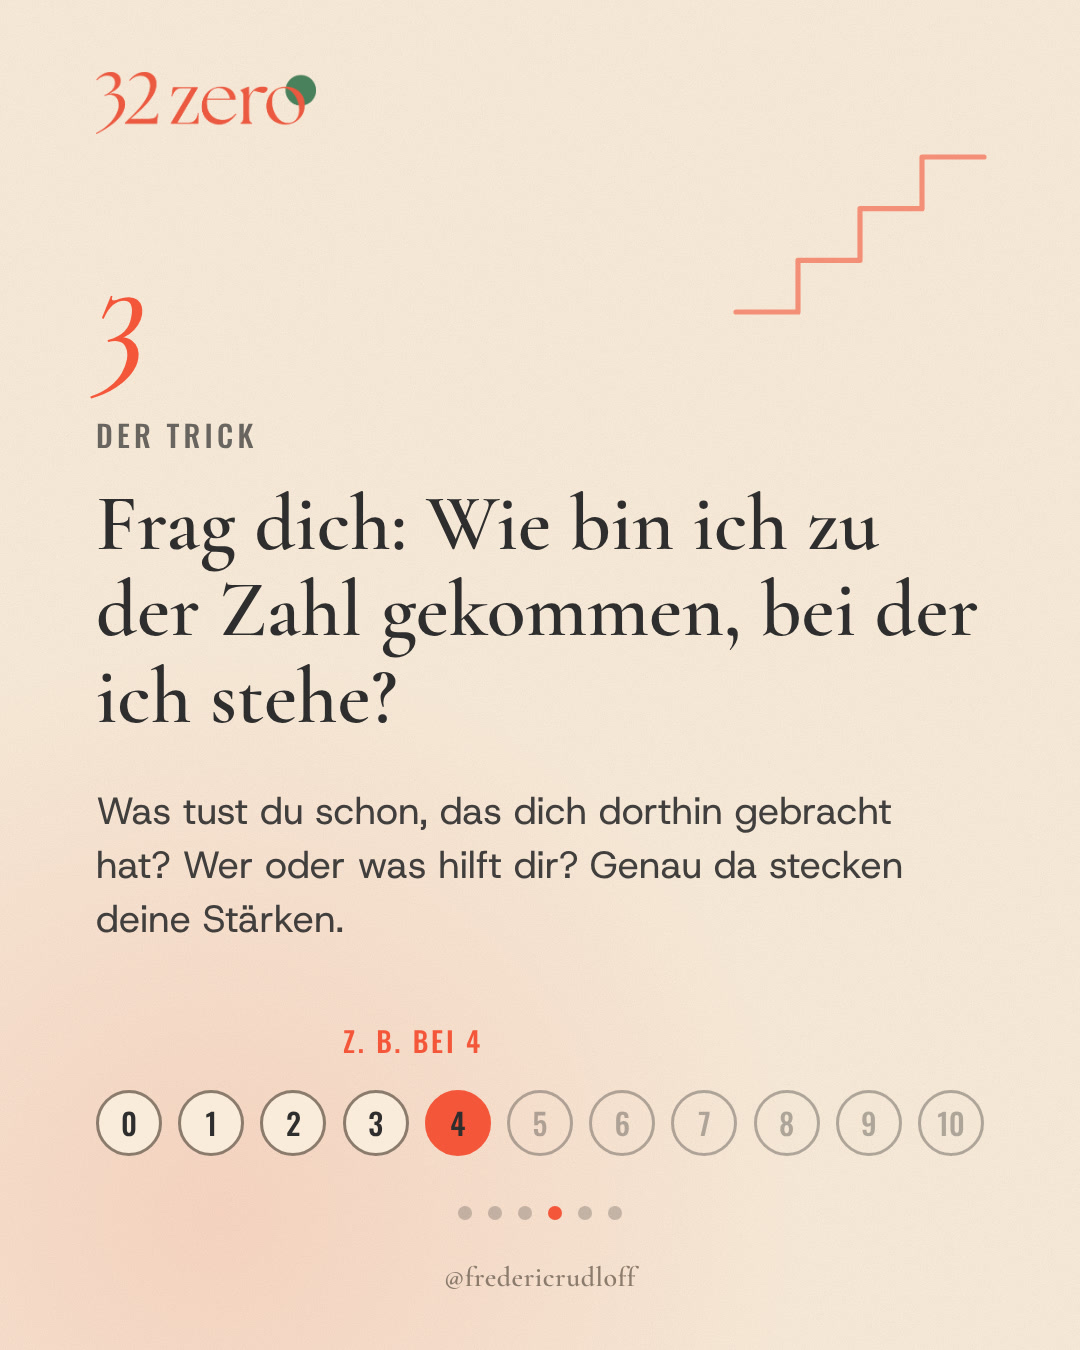 32 zero
3
DER TRICK
Frag dich: Wie bin ich zu
der Zahl gekommen, bei der
ich stehe?
Was tust du schon, das dich dorthin gebracht
hat? Wer oder was hilft dir? Genau da stecken
deine Stärken.
Z. B. BEI 4
0 1 2 3 4 5 6 7 8 9 10
@fredericrudloff